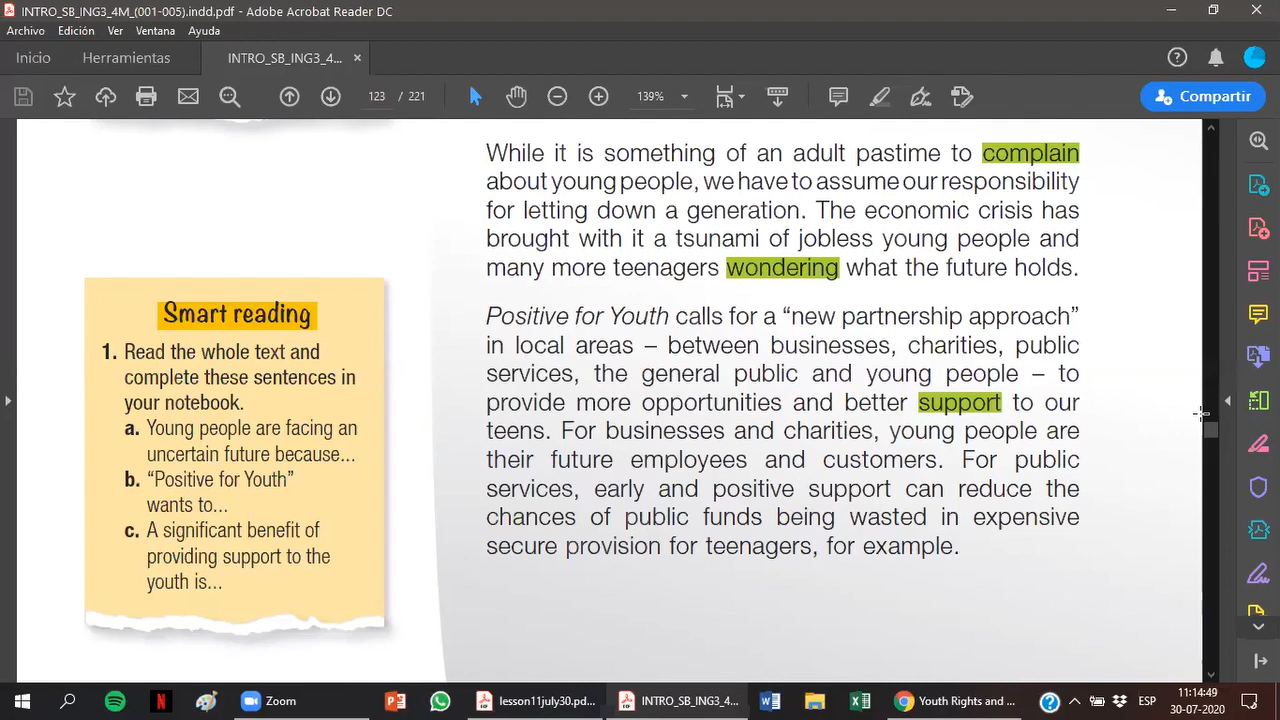 INTRO_SB_ING3_4M_(001-005).indd.pdf - Adobe Acrobat Reader DC
Archivo Edición Ver Ventana Ayuda
Inicio Herramientas INTRO_SB_ING3_4... ×
123 / 221 139% Compartir
While it is something of an adult pastime to complain
about young people, we have to assume our responsibility
for letting down a generation. The economic crisis has
brought with it a tsunami of jobless young people and
many more teenagers wondering what the future holds.
Positive for Youth calls for a “new partnership approach”
in local areas – between businesses, charities, public
services, the general public and young people – to
provide more opportunities and better support to our
teens. For businesses and charities, young people are
their future employees and customers. For public
services, early and positive support can reduce the
chances of public funds being wasted in expensive
secure provision for teenagers, for example.
Smart reading
1. Read the whole text and
complete these sentences in
your notebook.
a. Young people are facing an
uncertain future because...
b. “Positive for Youth”
wants to...
c. A significant benefit of
providing support to the
youth is...
Zoom lesson11july30.pd... INTRO_SB_ING3_4... Youth Rights and ... ESP 11:14:49
30-07-2020